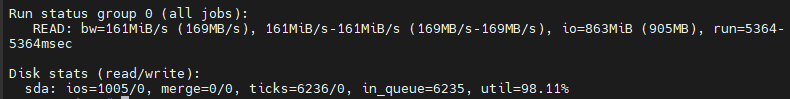 Run status group 0 (all jobs):
   READ: bw=161MiB/s (169MB/s), 161MiB/s-161MiB/s (169MB/s-169MB/s), io=863MiB (905MB), run=5364-
5364msec

Disk stats (read/write):
  sda: ios=1005/0, merge=0/0, ticks=6236/0, in_queue=6235, util=98.11%